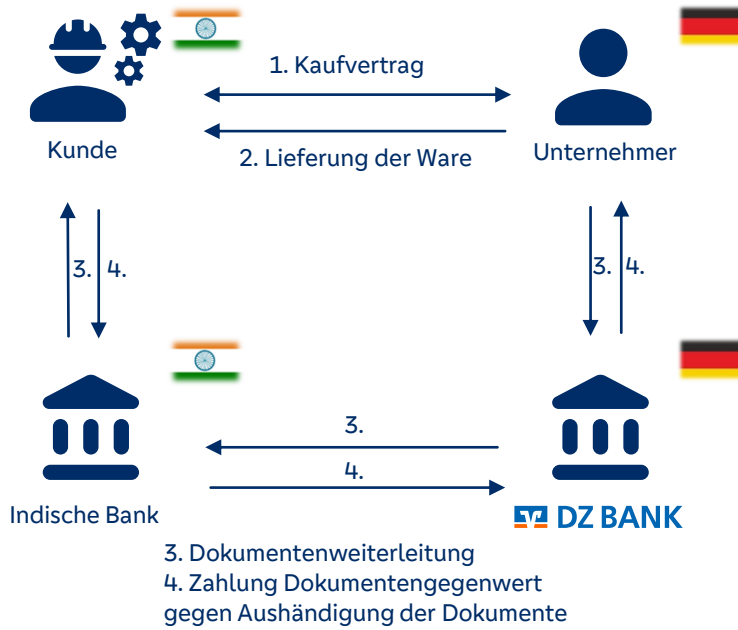 1. Kaufvertrag
Kunde
2. Lieferung der Ware
Unternehmer
3.
4.
3.
4.
3.
4.
Indische Bank
DZ BANK
3. Dokumentenweiterleitung
4. Zahlung Dokumentengegenwert
gegen Aushändigung der Dokumente